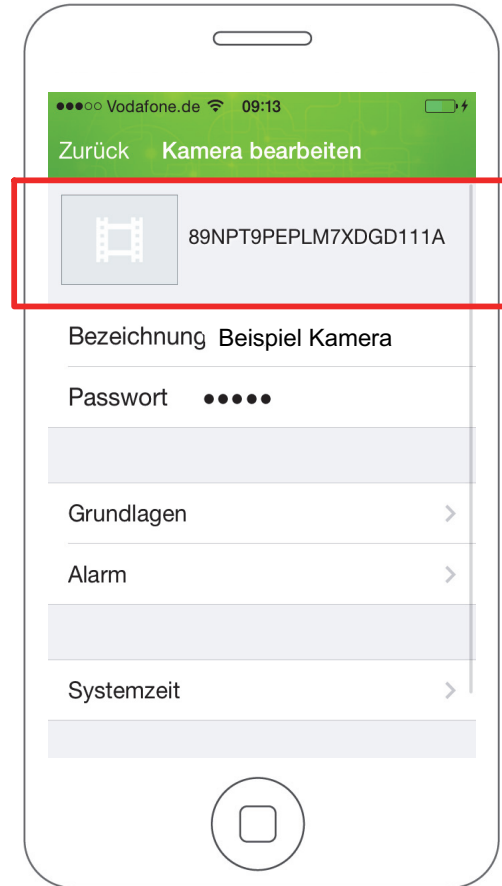 Vodafone.de 09:13
Zurück Kamera bearbeiten
89NPT9PEPLM7XDGD111A
Bezeichnung Beispiel Kamera
Passwort •••••
Grundlagen
Alarm
Systemzeit